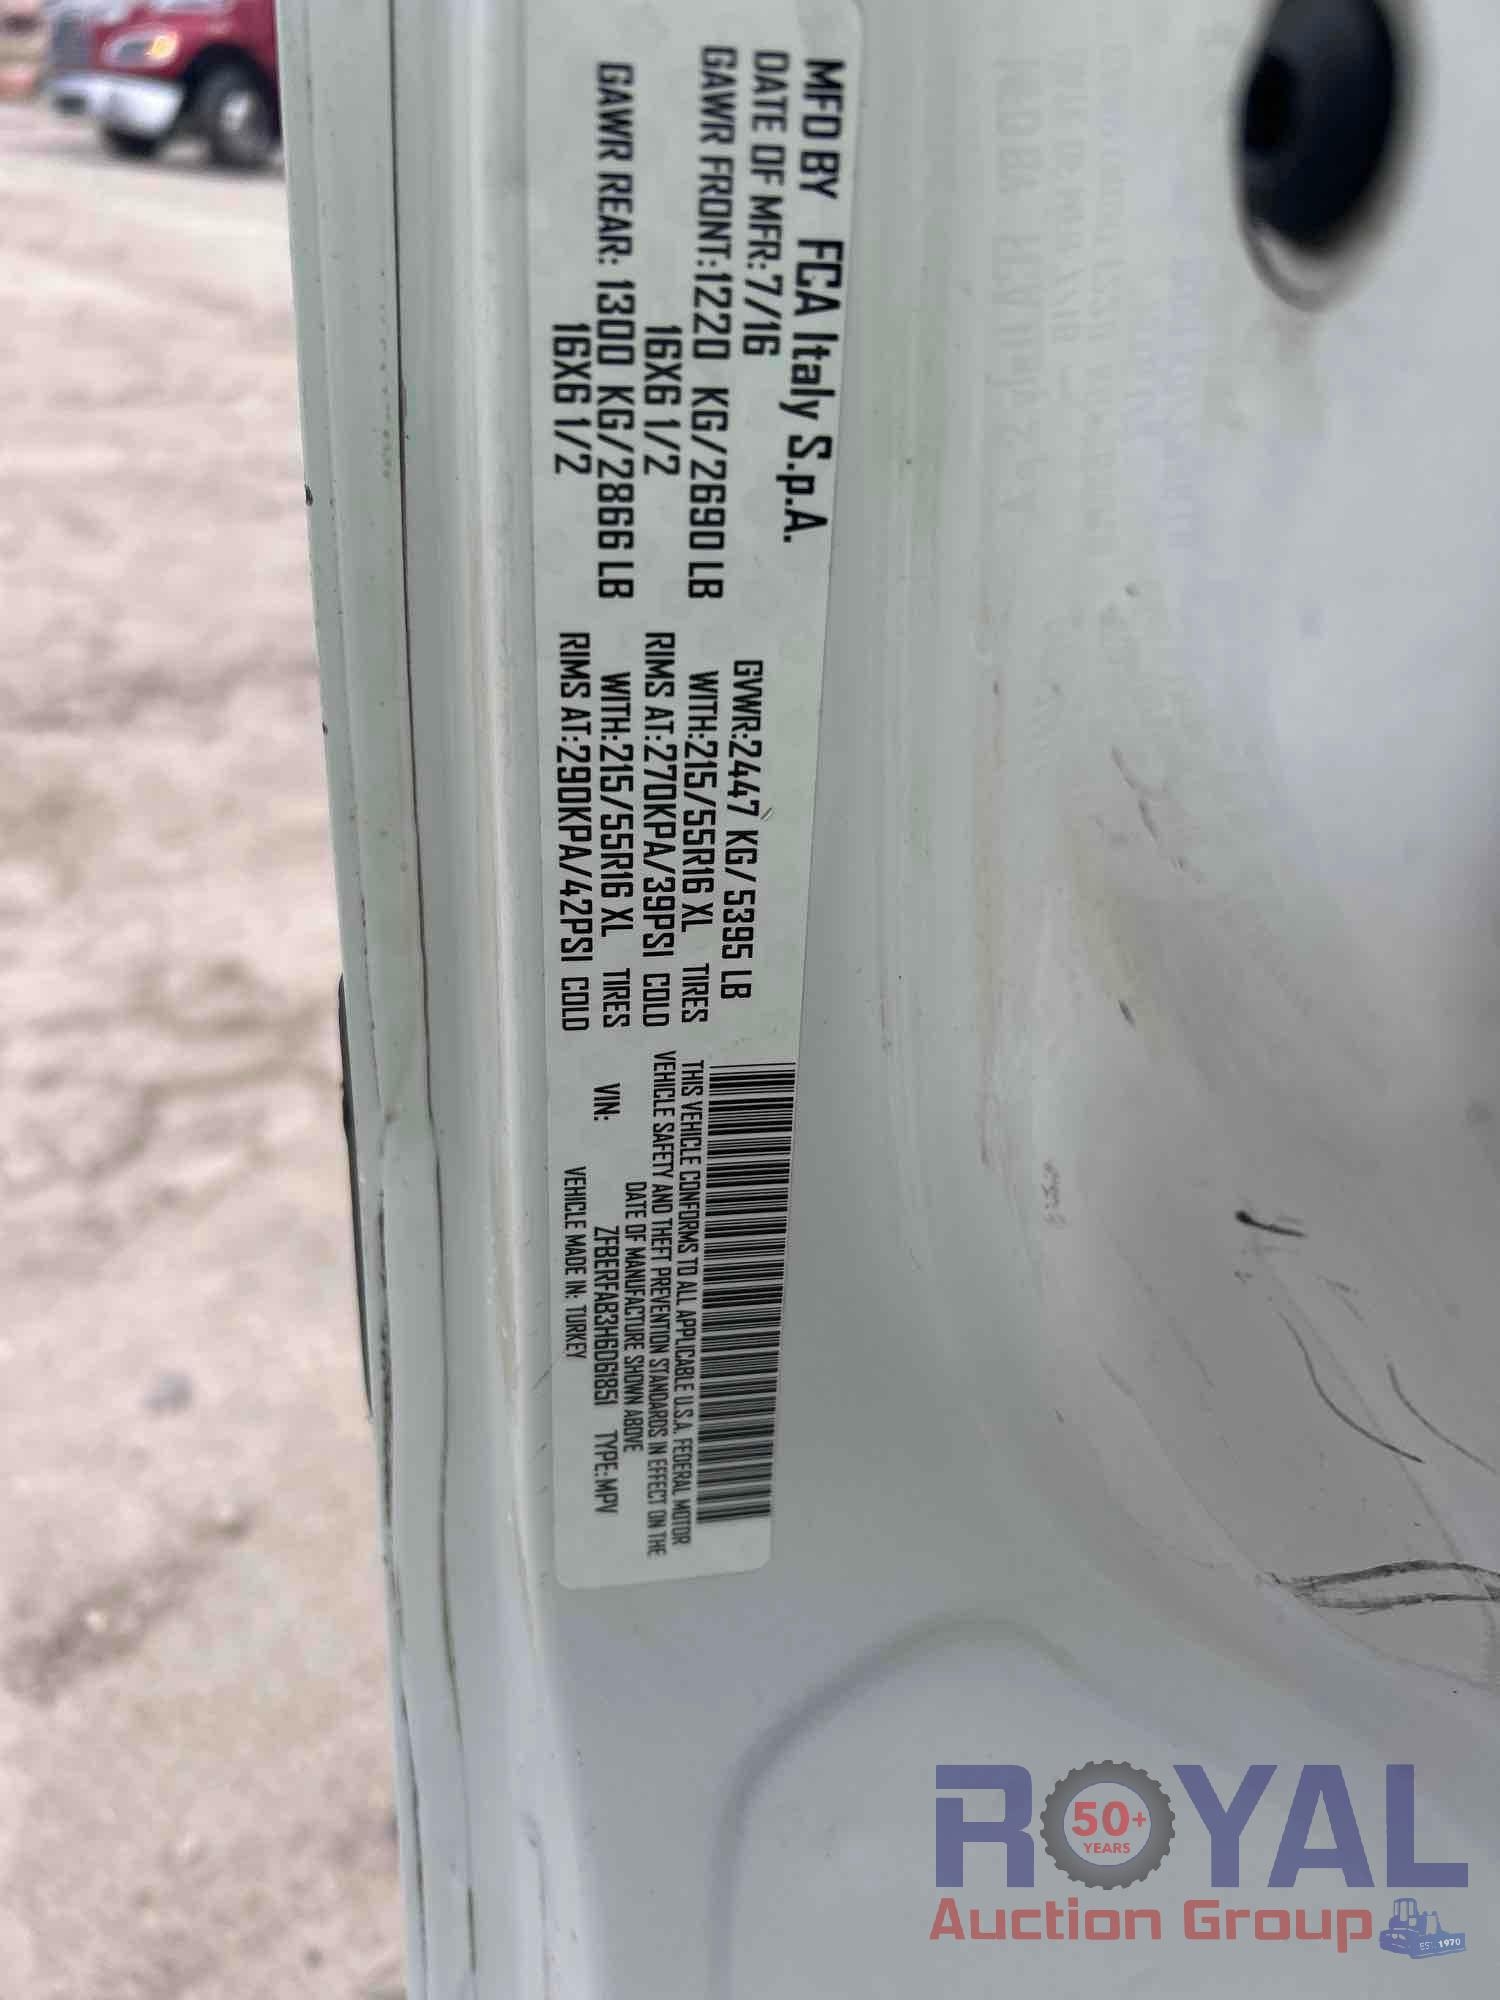 MFD BY FCA Italy S.p.A.
DATE OF MFR: 7/16 GVWR:2447 KG/ 5395 LB
GAWR FRONT:1220 KG/2690 LB WITH:215/55R16 XL TIRES
16X6 1/2 RIMS AT:270KPA/39PSI COLD
GAWR REAR: 1300 KG/2866 LB WITH:215/55R16 XL TIRES
16X6 1/2 RIMS AT:290KPA/42PSI COLD
THIS VEHICLE CONFORMS TO ALL APPLICABLE U.S.A. FEDERAL MOTOR
VEHICLE SAFETY AND THEFT PREVENTION STANDARDS IN EFFECT ON THE
DATE OF MANUFACTURE SHOWN ABOVE
VIN: ZFBERFAB3H6D61851 TYPE:MPV
VEHICLE MADE IN: TURKEY
ROYAL
50+
YEARS
Auction Group
EST. 1970